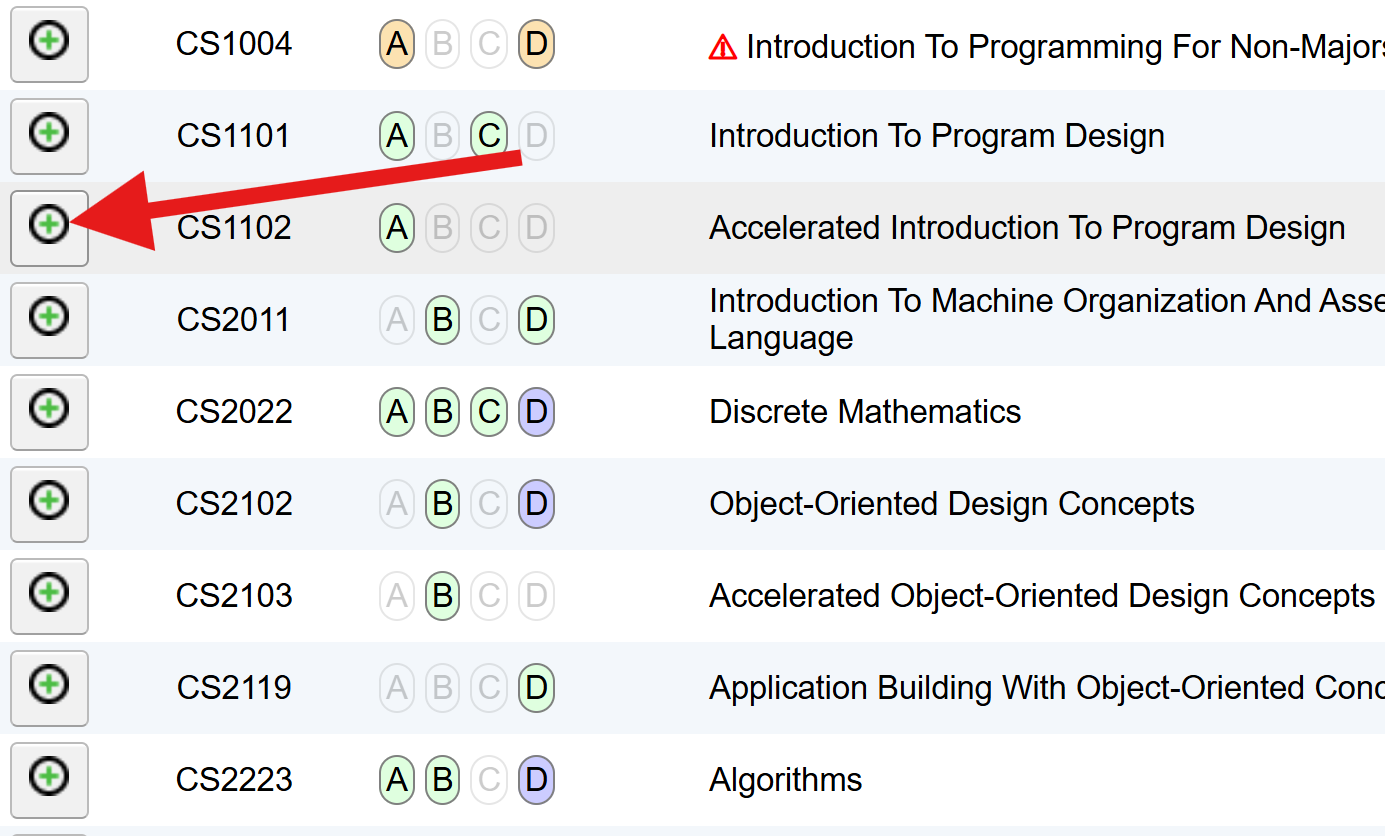 CS1004 A B C D Introduction To Programming For Non-Majors
CS1101 A B C D Introduction To Program Design
CS1102 A B C D Accelerated Introduction To Program Design
CS2011 A B C D Introduction To Machine Organization And Asse
Language
CS2022 A B C D Discrete Mathematics
CS2102 A B C D Object-Oriented Design Concepts
CS2103 A B C D Accelerated Object-Oriented Design Concepts
CS2119 A B C D Application Building With Object-Oriented Conc
CS2223 A B C D Algorithms